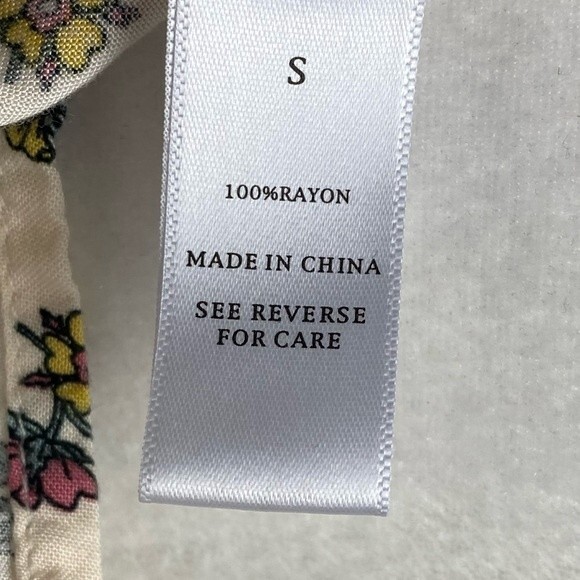 S
100%RAYON
MADE IN CHINA
SEE REVERSE
FOR CARE